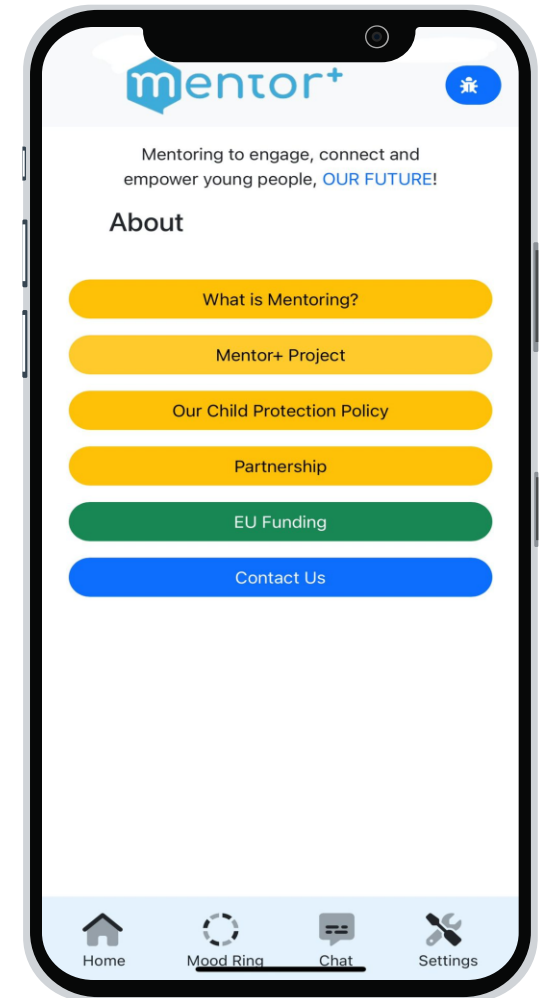 mentor+
Mentoring to engage, connect and
empower young people, OUR FUTURE!
About
What is Mentoring?
Mentor+ Project
Our Child Protection Policy
Partnership
EU Funding
Contact Us
Home Mood Ring Chat Settings